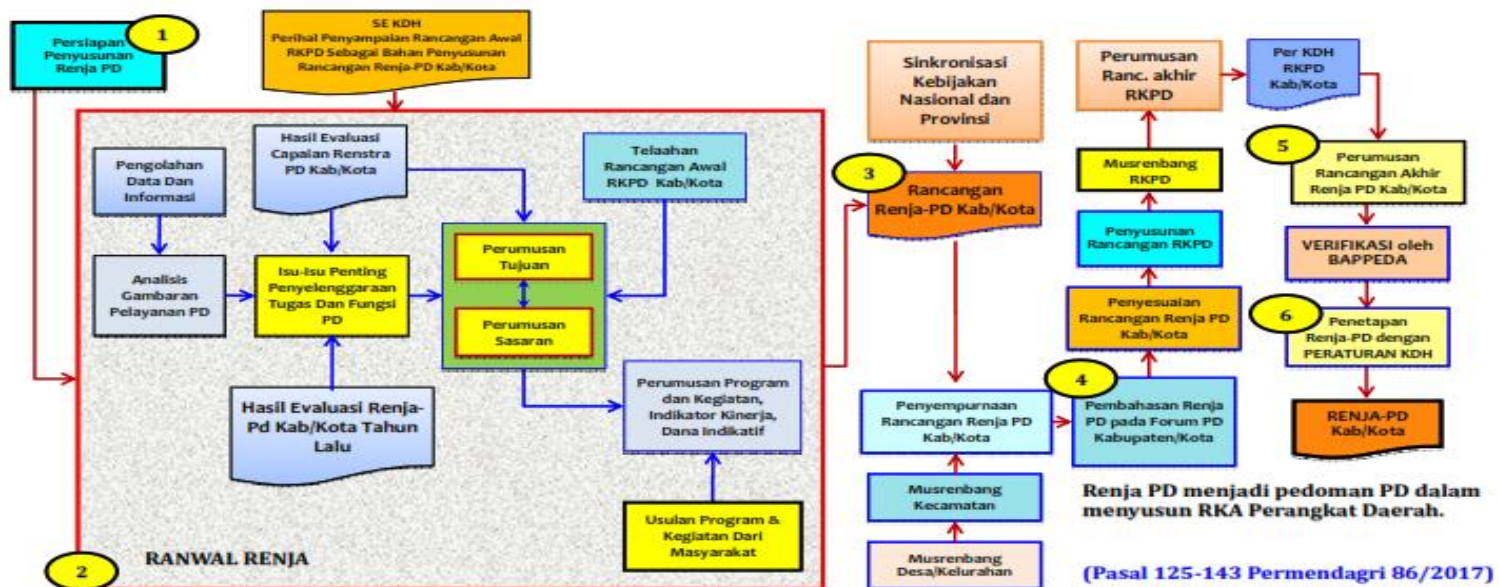 1
Persiapan
Penyusunan
Renja PD
SE KDH
Perihal Penyampaian Rancangan Awal
RKPD Sebagai Bahan Penyusunan
Rancangan Renja-PD Kab/Kota
Pengolahan
Data Dan
Informasi
Hasil Evaluasi
Capaian Renstra
PD Kab/Kota
Telaahan
Rancangan Awal
RKPD Kab/Kota
Analisis
Gambaran
Pelayanan PD
Isu-Isu Penting
Penyelenggaraan
Tugas Dan Fungsi
PD
Perumusan
Tujuan
Perumusan
Sasaran
Hasil Evaluasi Renja-
Pd Kab/Kota Tahun
Lalu
Perumusan Program
dan Kegiatan,
Indikator Kinerja,
Dana Indikatif
Usulan Program &
Kegiatan Dari
Masyarakat
2
RANWAL RENJA
Sinkronisasi
Kebijakan
Nasional dan
Provinsi
3
Rancangan
Renja-PD Kab/Kota
Penyempurnaan
Rancangan Renja PD
Kab/Kota
Musrenbang
Kecamatan
Musrenbang
Desa/Kelurahan
Perumusan
Ranc. akhir
RKPD
Musrenbang
RKPD
Penyusunan
Rancangan RKPD
Penyesuaian
Rancangan Renja PD
Kab/Kota
4
Pembahasan Renja
PD pada Forum PD
Kabupaten/Kota
Per KDH
RKPD
Kab/Kota
5
Perumusan
Rancangan Akhir
Renja PD Kab/Kota
VERIFIKASI oleh
BAPPEDA
6
Penetapan
Renja-PD dengan
PERATURAN KDH
RENJA-PD
Kab/Kota
Renja PD menjadi pedoman PD dalam
menyusun RKA Perangkat Daerah.
(Pasal 125-143 Permendagri 86/2017)